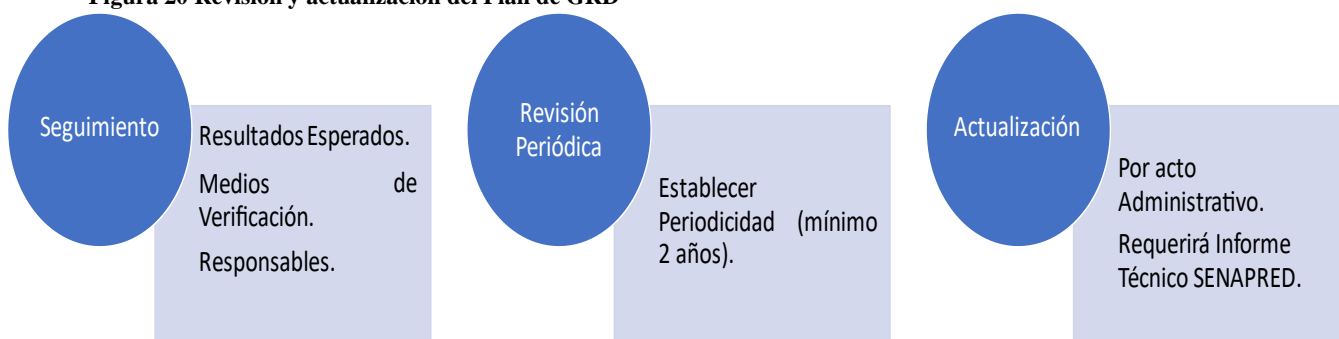 Figura 20 Revisión y actualización del Plan de GRD
Seguimiento
Resultados Esperados.
Medios de
Verificación.
Responsables.
Revisión
Periódica
Establecer
Periodicidad (mínimo
2 años).
Actualización
Por acto
Administrativo.
Requerirá Informe
Técnico SENAPRED.